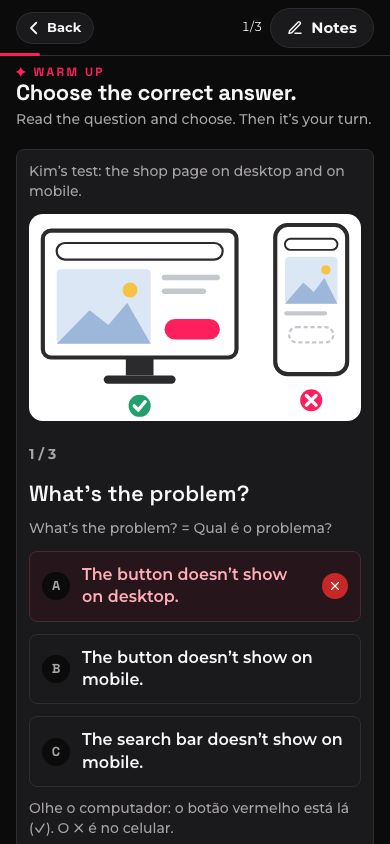 Back
1/3
Notes
WARM UP
Choose the correct answer.
Read the question and choose. Then it's your turn.
Kim's test: the shop page on desktop and on
mobile.
1 / 3
What's the problem?
What's the problem? = Qual é o problema?
A
The button doesn't show
on desktop.
B
The button doesn't show on
mobile.
C
The search bar doesn't show on
mobile.
Olhe o computador: o botão vermelho está lá
(✓). O ✕ é no celular.